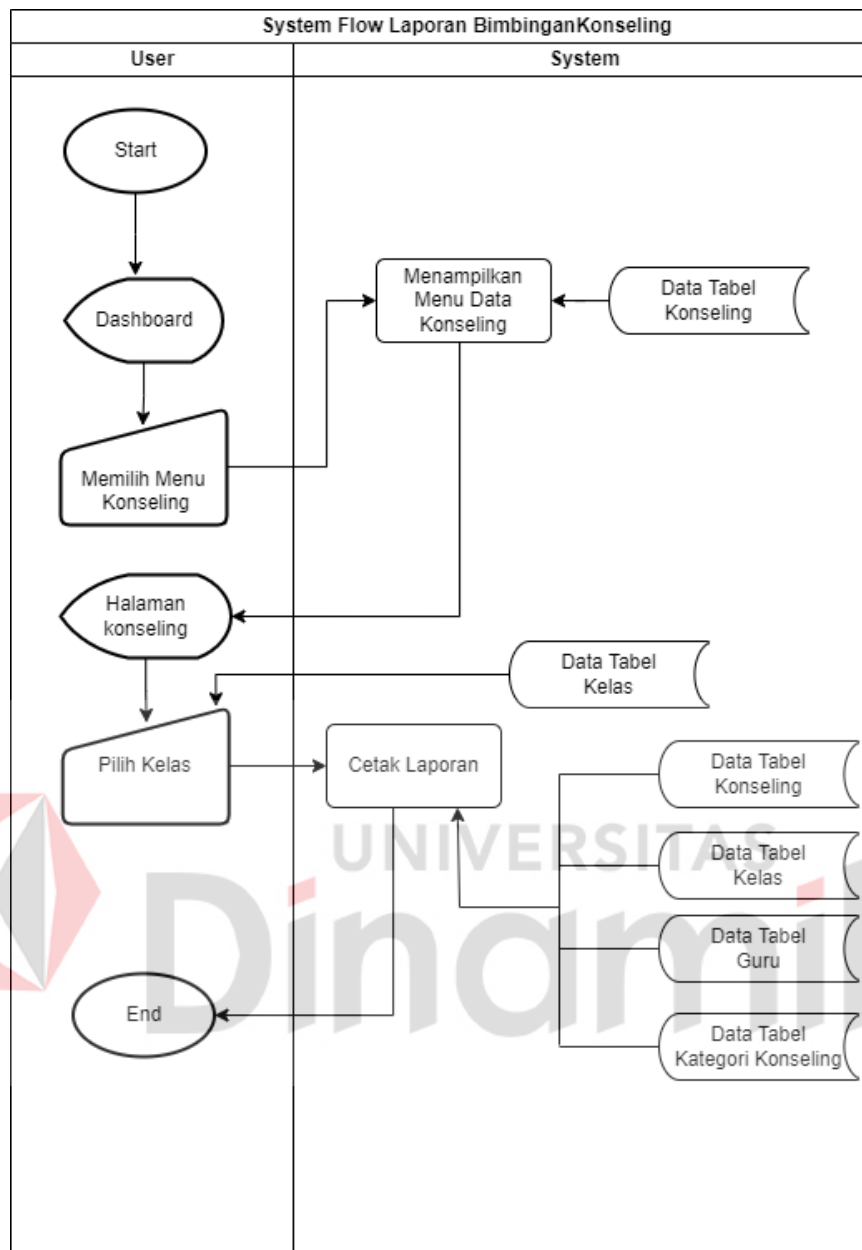 System Flow Laporan BimbinganKonseling
User
System
Start
Dashboard
Menampilkan
Menu Data
Konseling
Data Tabel
Konseling
Memilih Menu
Konseling
Halaman
konseling
Data Tabel
Kelas
Pilih Kelas
Cetak Laporan
Data Tabel
Konseling
UNIVERSITAS
Dinamik
Data Tabel
Kelas
Data Tabel
Guru
End
Data Tabel
Kategori Konseling